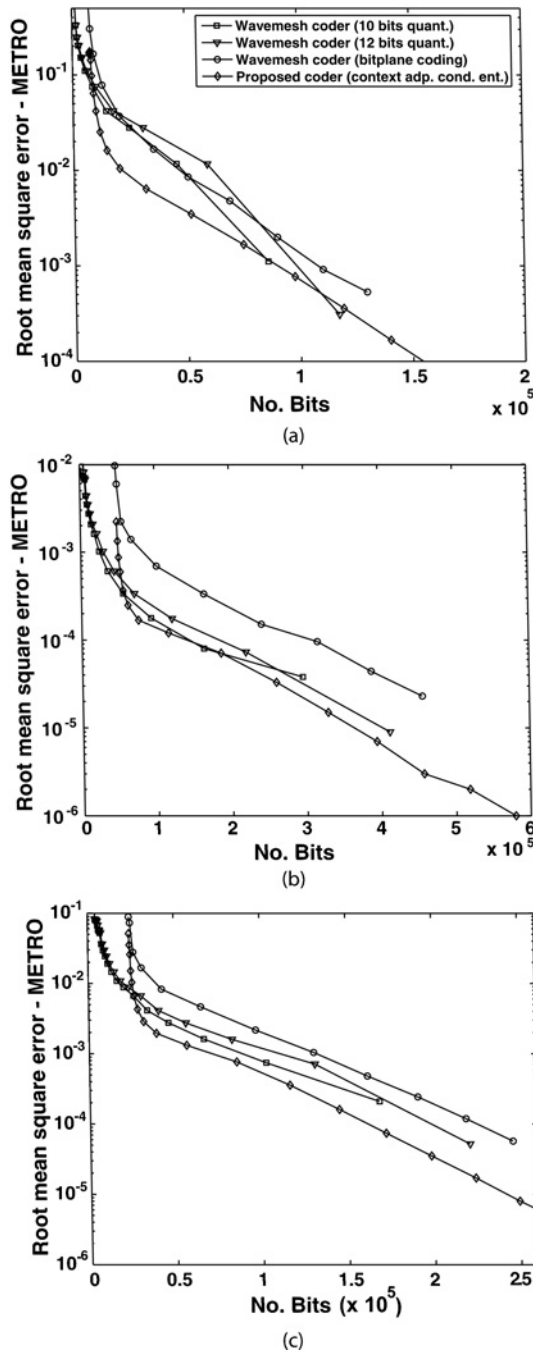 Wavemesh coder (10 bits quant.)
Wavemesh coder (12 bits quant.)
Wavemesh coder (bitplane coding)
Proposed coder (context adp. cond. ent.)
Root mean square error - METRO
10^-1
10^-2
10^-3
10^-4
0 0.5 1 1.5 2
No. Bits
x 10^5
(a)
Root mean square error - METRO
10^-2
10^-3
10^-4
10^-5
10^-6
0 1 2 3 4 5 6
No. Bits
x 10^5
(b)
Root mean square error - METRO
10^-1
10^-2
10^-3
10^-4
10^-5
10^-6
0 0.5 1 1.5 2 2.5
No. Bits (x 10^5)
(c)